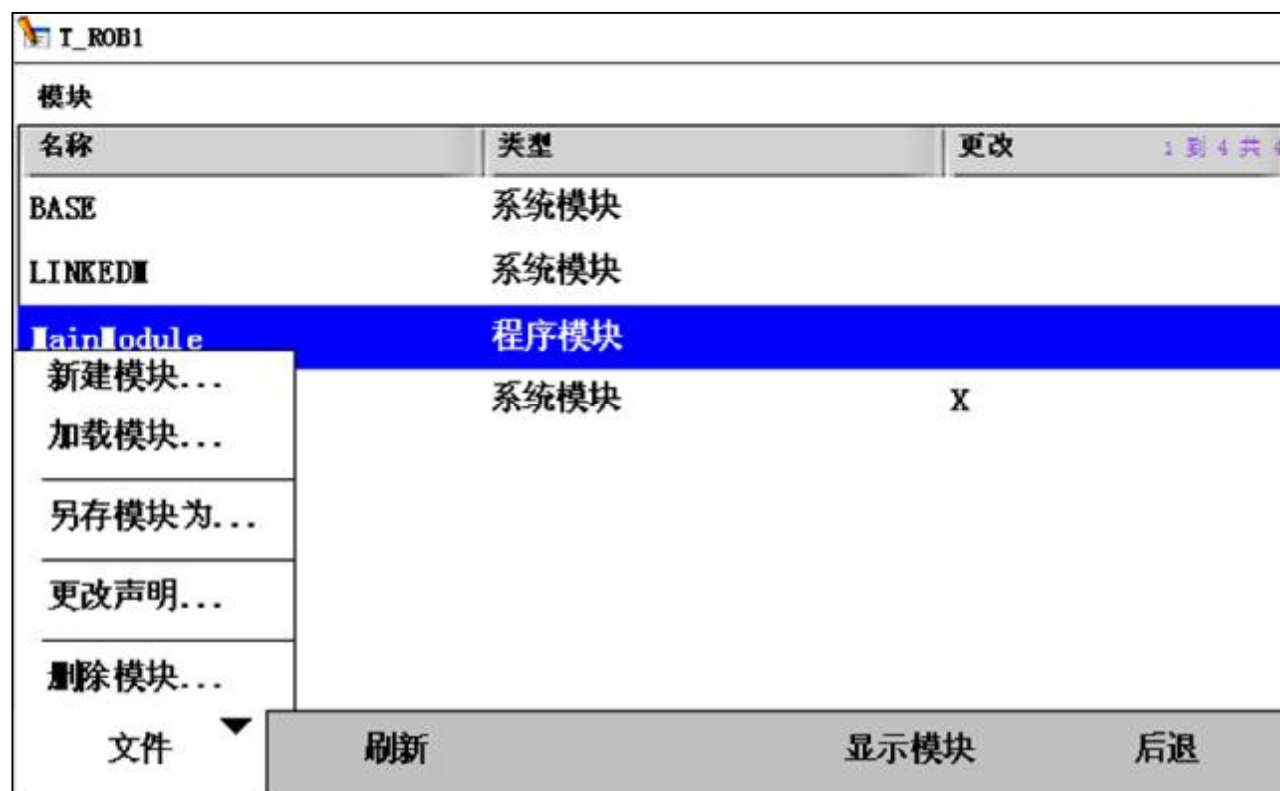 T_ROB1
模块
名称 类型 更改 1 到 4 共 4
BASE 系统模块
LINKEDM 系统模块
MainModule 程序模块
系统模块 X
新建模块...
加载模块...
另存模块为...
更改声明...
删除模块...
文件 刷新 显示模块 后退